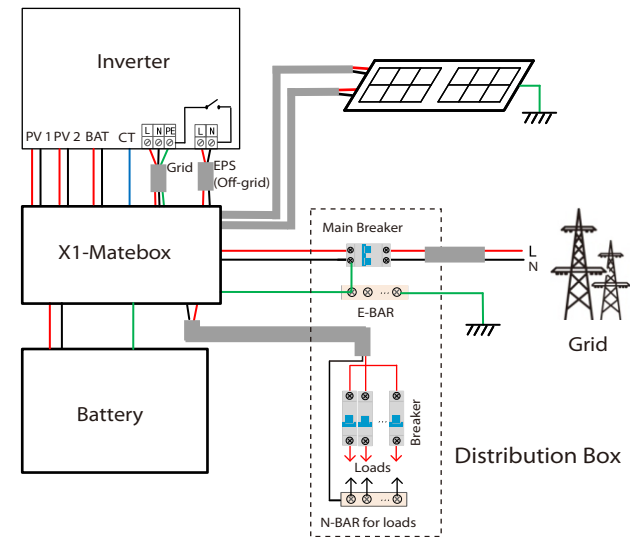 Inverter
PV 1 PV 2 BAT CT
L N PE
L N
Grid
EPS
(Off-grid)
X1-Matebox
Main Breaker
L
N
E-BAR
Grid
Battery
Breaker
Loads
Distribution Box
N-BAR for loads